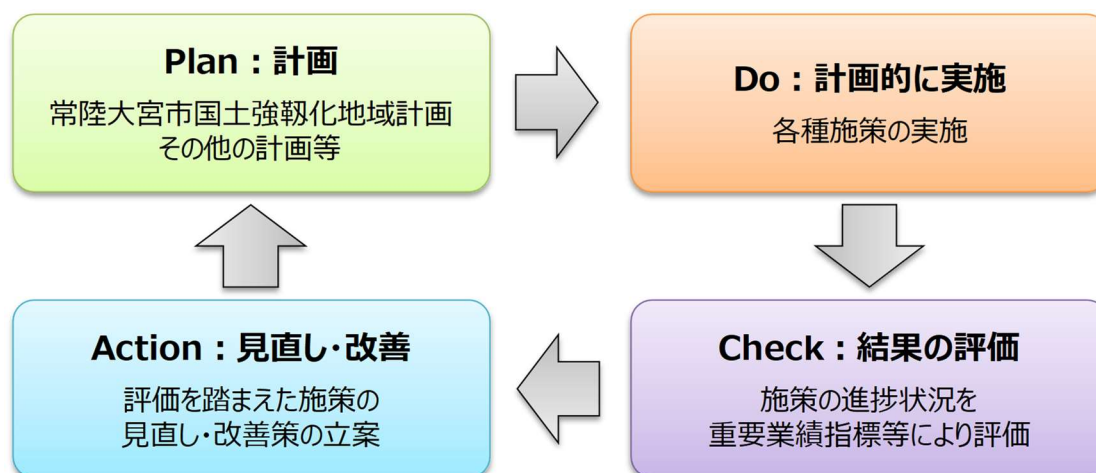 Plan：計画
常陸大宮市国土強靱化地域計画
その他の計画等
Do：計画的に実施
各種施策の実施
Action：見直し・改善
評価を踏まえた施策の
見直し・改善策の立案
Check：結果の評価
施策の進捗状況を
重要業績指標等により評価